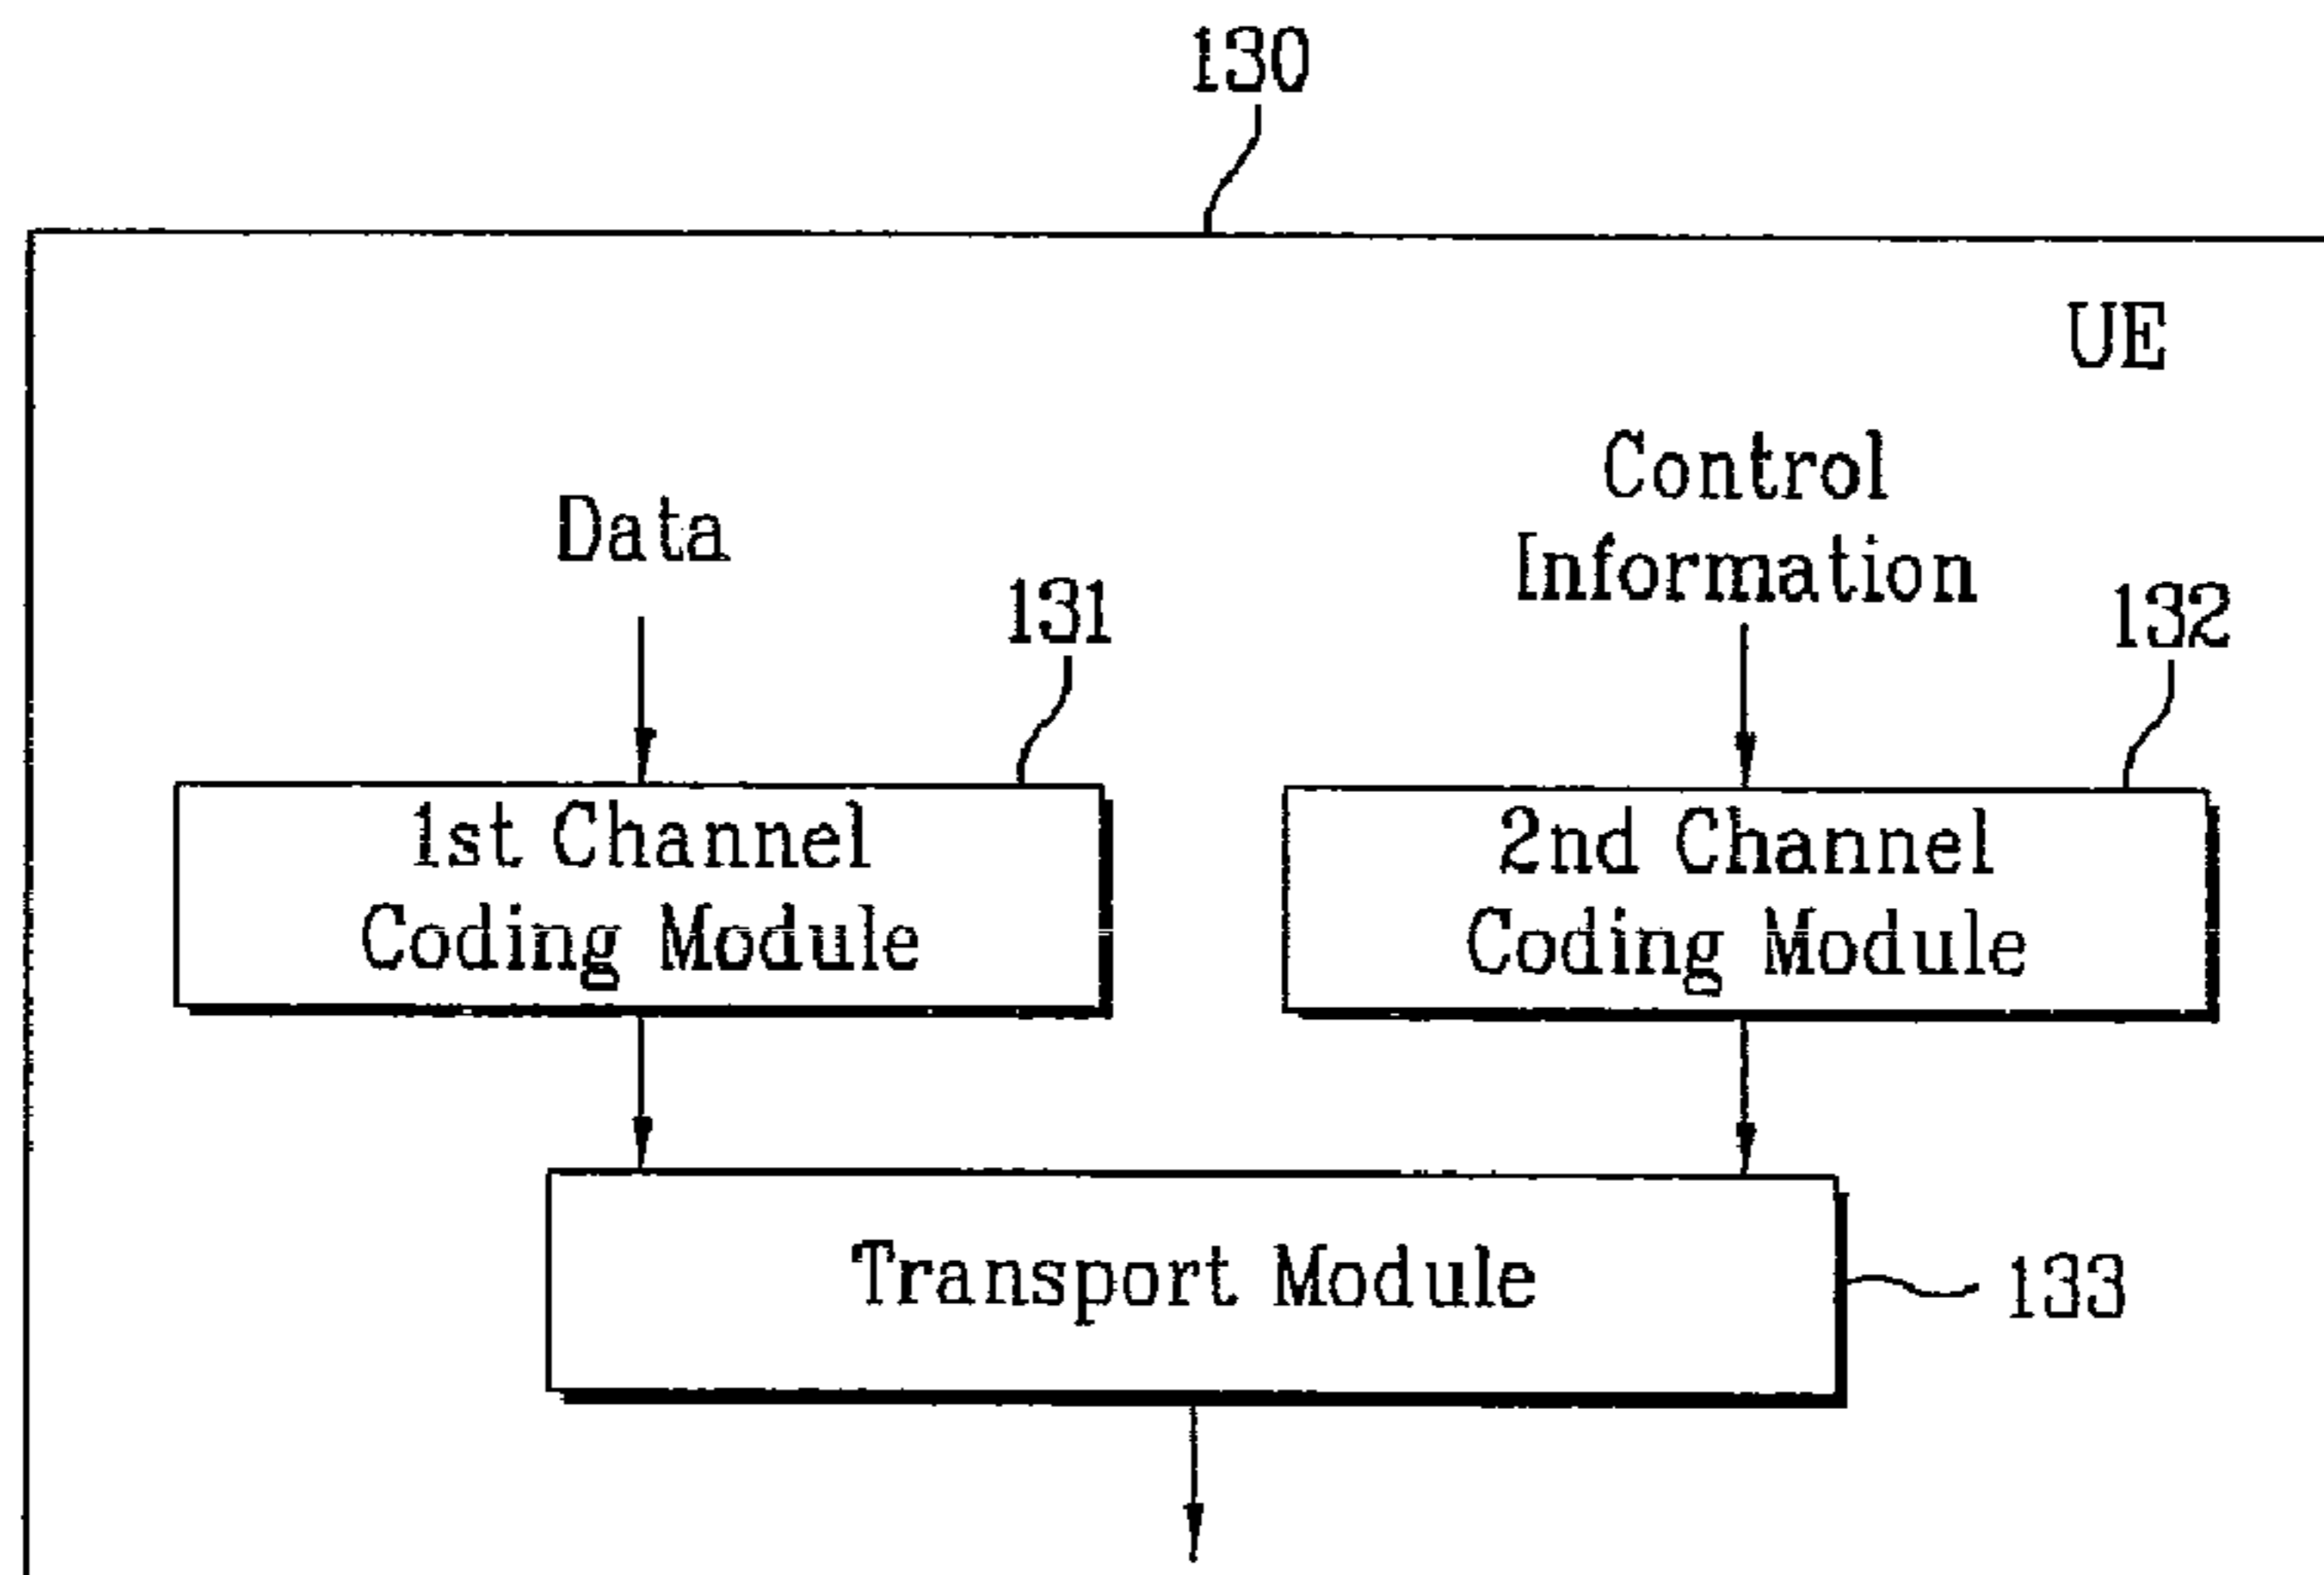 130
UE
Data
Control
Information
131
132
1st Channel
Coding Module
2nd Channel
Coding Module
Transport Module
133